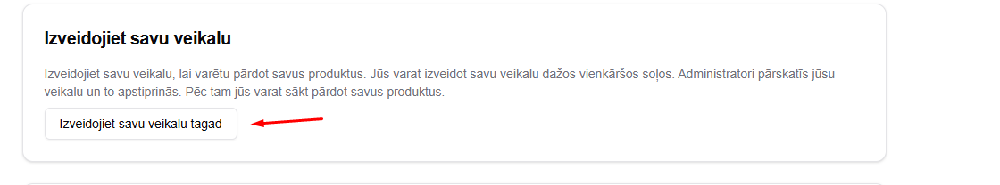 Izveidojiet savu veikalu
Izveidojiet savu veikalu, lai varētu pārdot savus produktus. Jūs varat izveidot savu veikalu dažos vienkāršos soļos. Administratori pārskatīs jūsu
veikalu un to apstiprinās. Pēc tam jūs varat sākt pārdot savus produktus.
Izveidojiet savu veikalu tagad